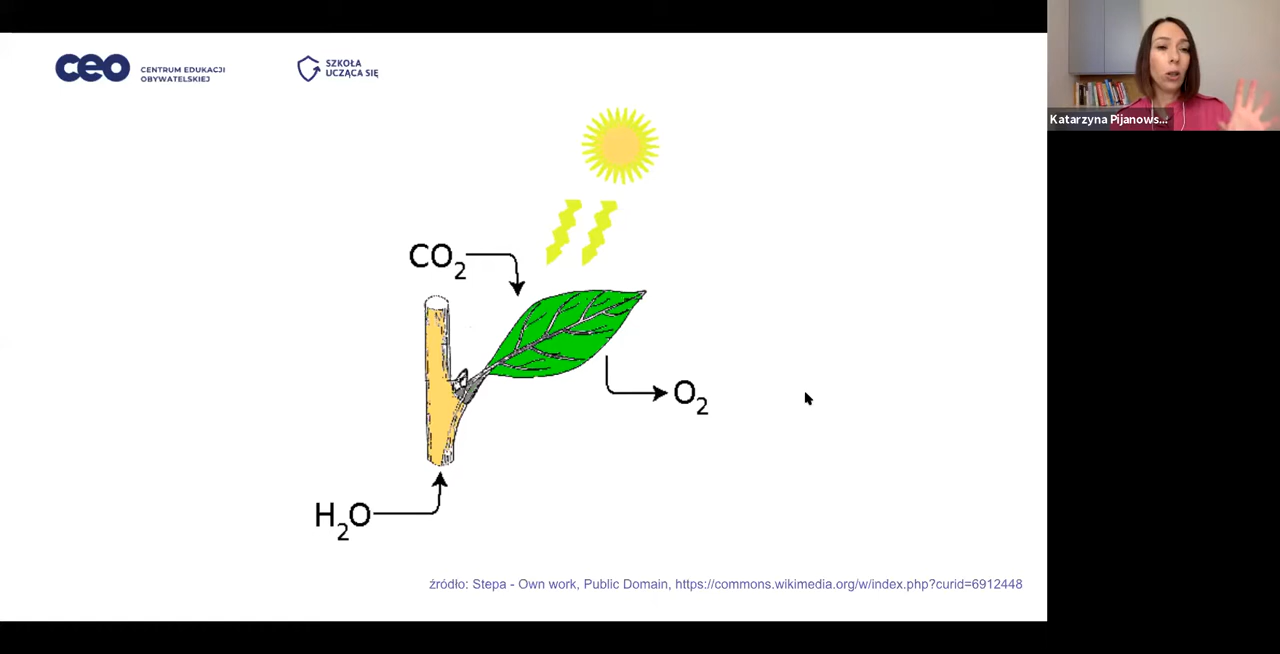 ceo
CENTRUM EDUKACJI
OBYWATELSKIEJ
SZKOŁA
UCZĄCA SIĘ
Katarzyna Pijanows...
CO2
O2
H2O
źródło: Stepa - Own work, Public Domain, https://commons.wikimedia.org/w/index.php?curid=6912448